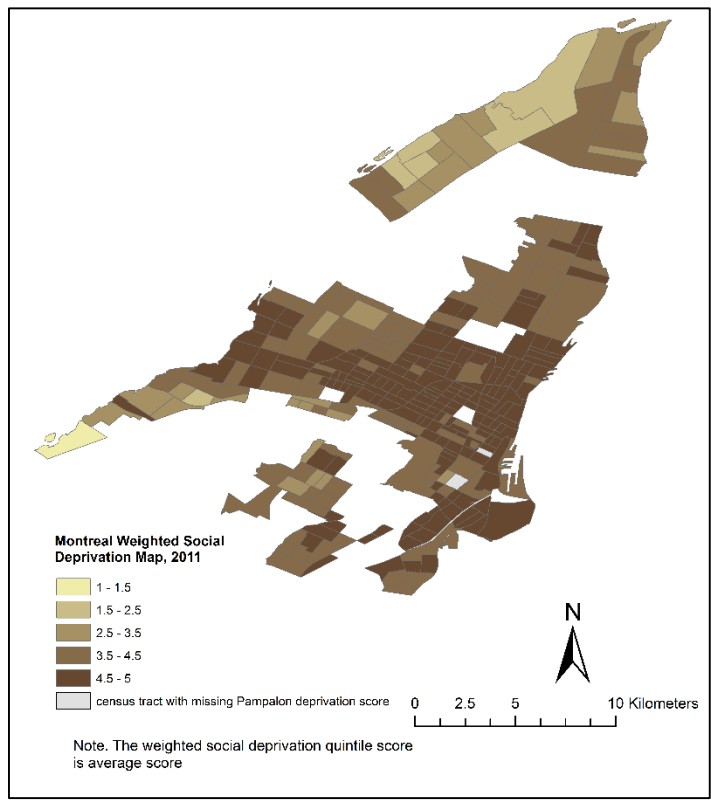 Montreal Weighted Social
Deprivation Map, 2011
1 - 1.5
1.5 - 2.5
2.5 - 3.5
3.5 - 4.5
4.5 - 5
census tract with missing Pampalon deprivation score
N
0 2.5 5 10 Kilometers
Note. The weighted social deprivation quintile score
is average score